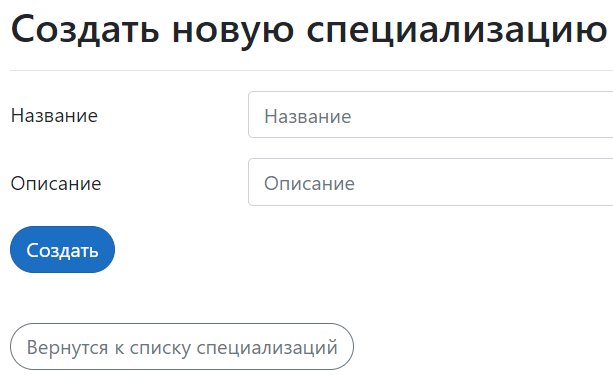 Создать новую специализацию
Название Название
Описание Описание
Создать
Вернутся к списку специализаций